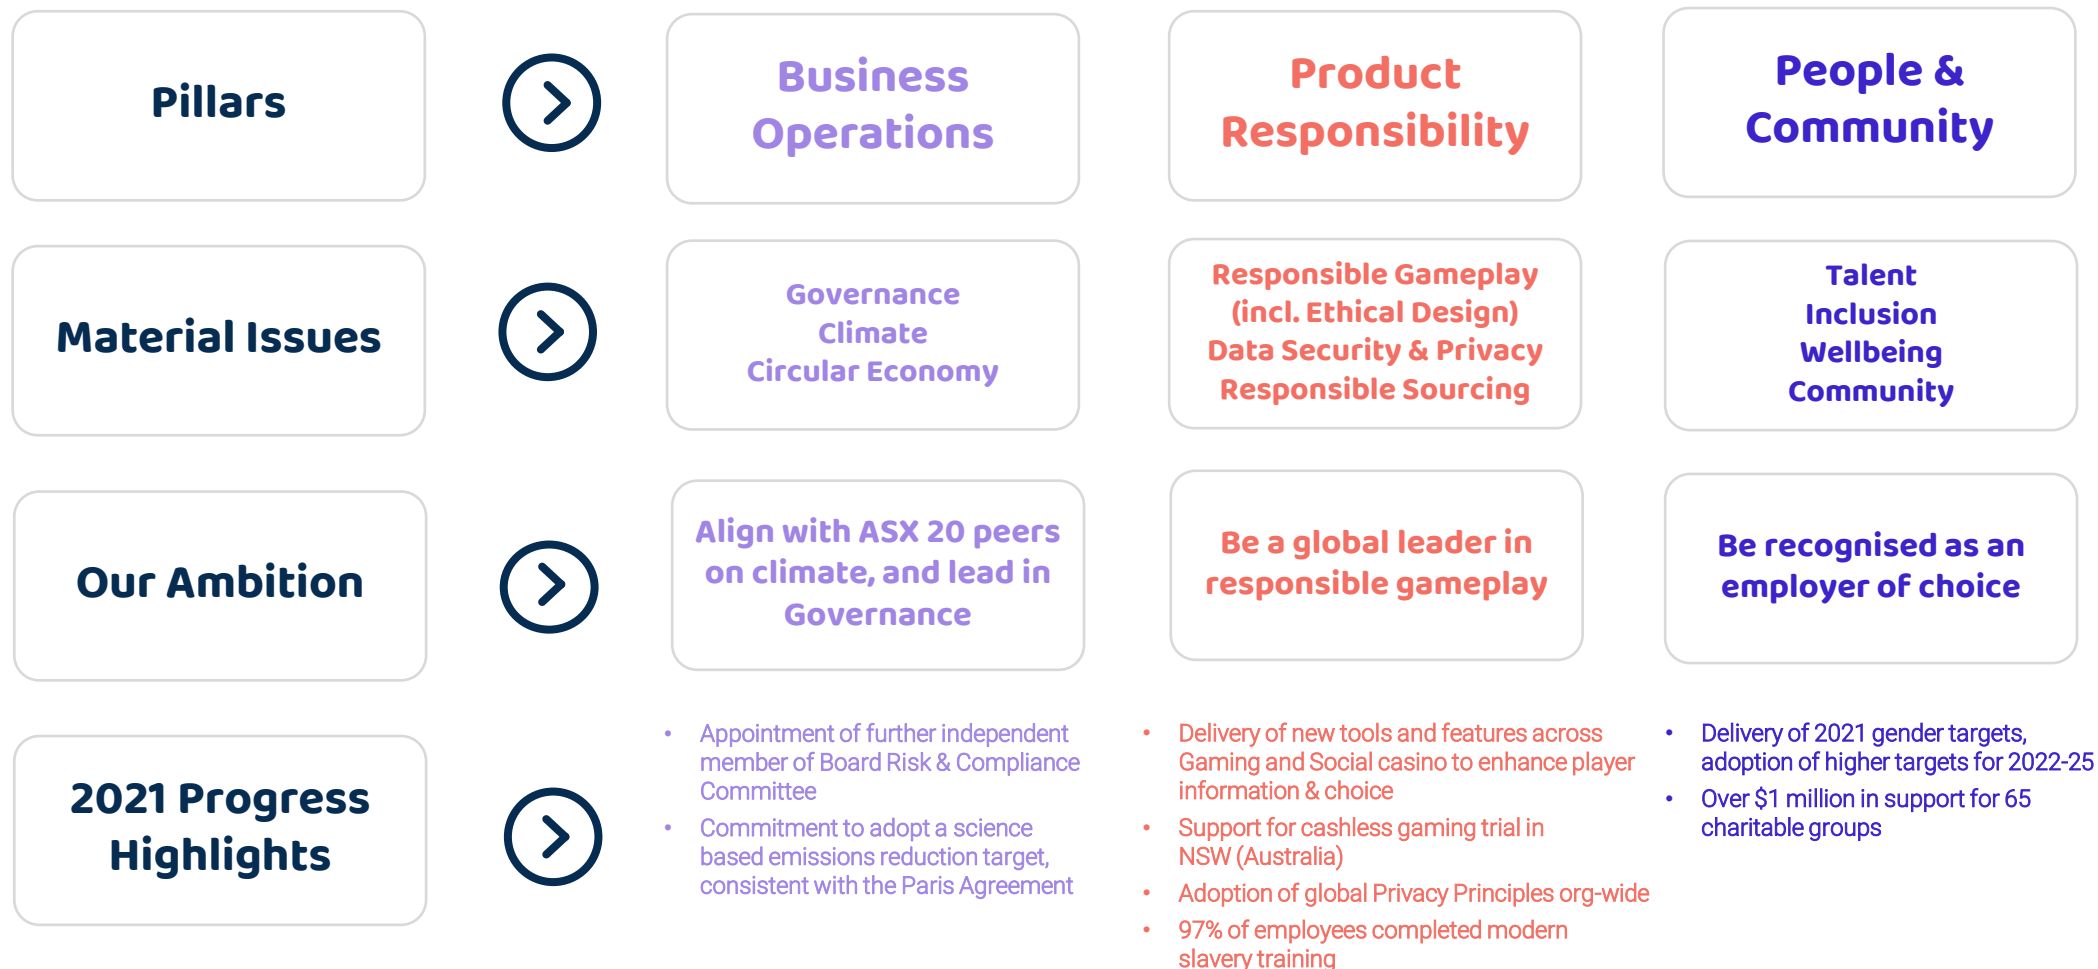 Pillars
Business
Operations
Product
Responsibility
People &
Community
Material Issues
Governance
Climate
Circular Economy
Responsible Gameplay
(incl. Ethical Design)
Data Security & Privacy
Responsible Sourcing
Talent
Inclusion
Wellbeing
Community
Our Ambition
Align with ASX 20 peers
on climate, and lead in
Governance
Be a global leader in
responsible gameplay
Be recognised as an
employer of choice
2021 Progress
Highlights
• Appointment of further independent
member of Board Risk & Compliance
Committee
• Commitment to adopt a science
based emissions reduction target,
consistent with the Paris Agreement
• Delivery of new tools and features across
Gaming and Social casino to enhance player
information & choice
• Support for cashless gaming trial in
NSW (Australia)
• Adoption of global Privacy Principles org-wide
• 97% of employees completed modern
slavery training
• Delivery of 2021 gender targets,
adoption of higher targets for 2022-25
• Over $1 million in support for 65
charitable groups